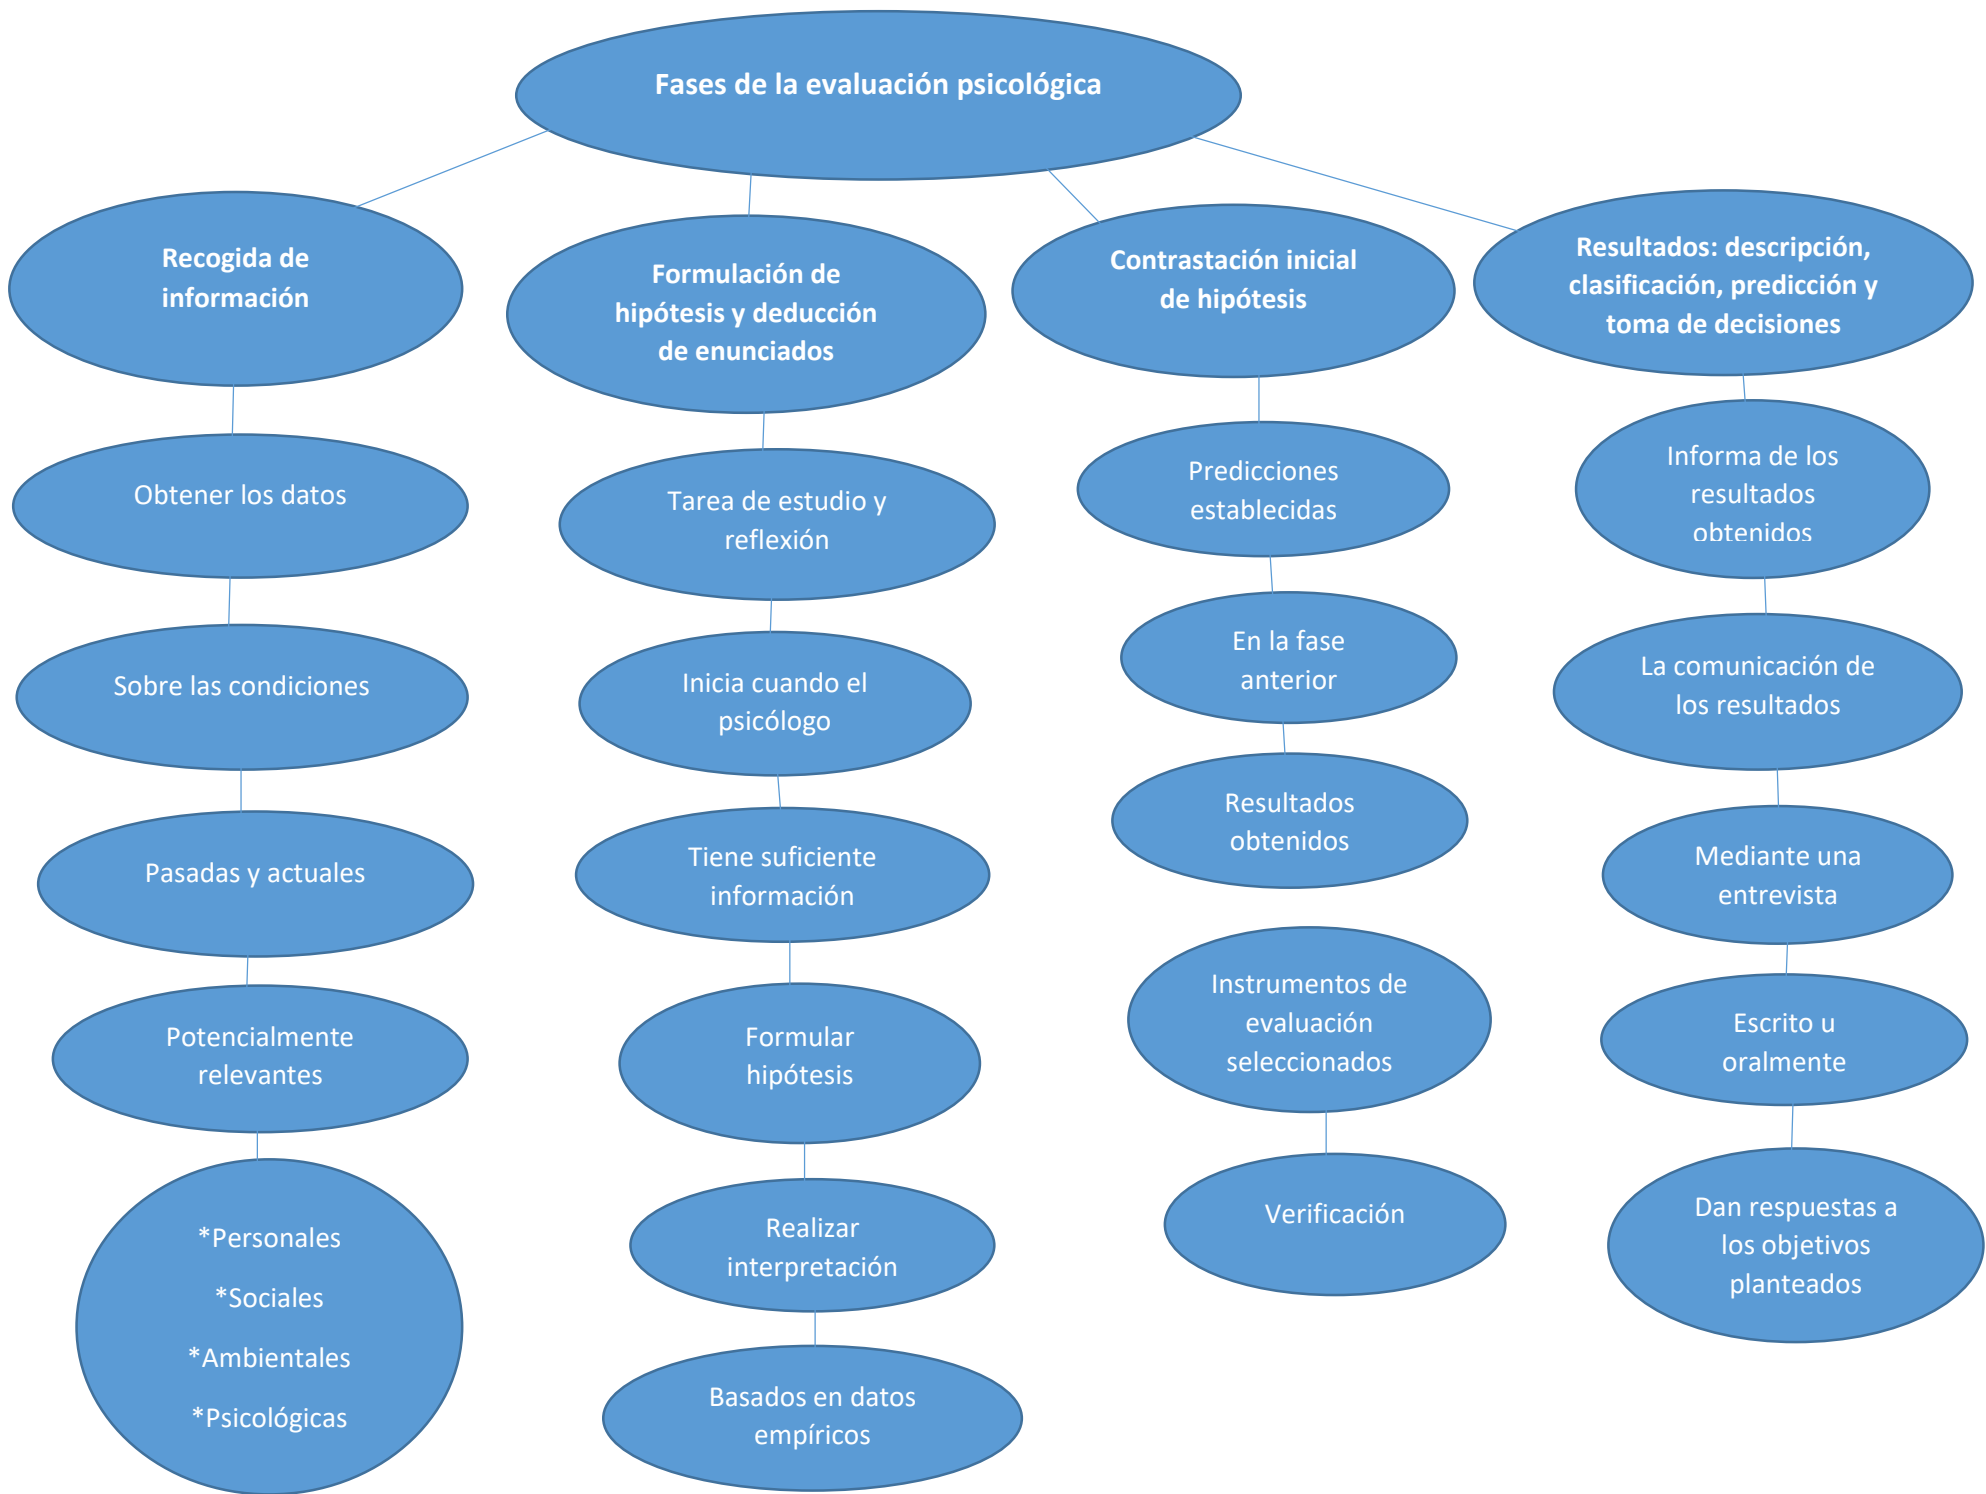 Fases de la evaluación psicológica
Recogida de
información
Obtener los datos
Sobre las condiciones
Pasadas y actuales
Potencialmente
relevantes
*Personales
*Sociales
*Ambientales
*Psicológicas
Formulación de
hipótesis y deducción
de enunciados
Tarea de estudio y
reflexión
Inicia cuando el
psicólogo
Tiene suficiente
información
Formular
hipótesis
Realizar
interpretación
Basados en datos
empíricos
Contrastación inicial
de hipótesis
Predicciones
establecidas
En la fase
anterior
Resultados
obtenidos
Instrumentos de
evaluación
seleccionados
Verificación
Resultados: descripción,
clasificación, predicción y
toma de decisiones
Informa de los
resultados
obtenidos
La comunicación de
los resultados
Mediante una
entrevista
Escrito u
oralmente
Dan respuestas a
los objetivos
planteados